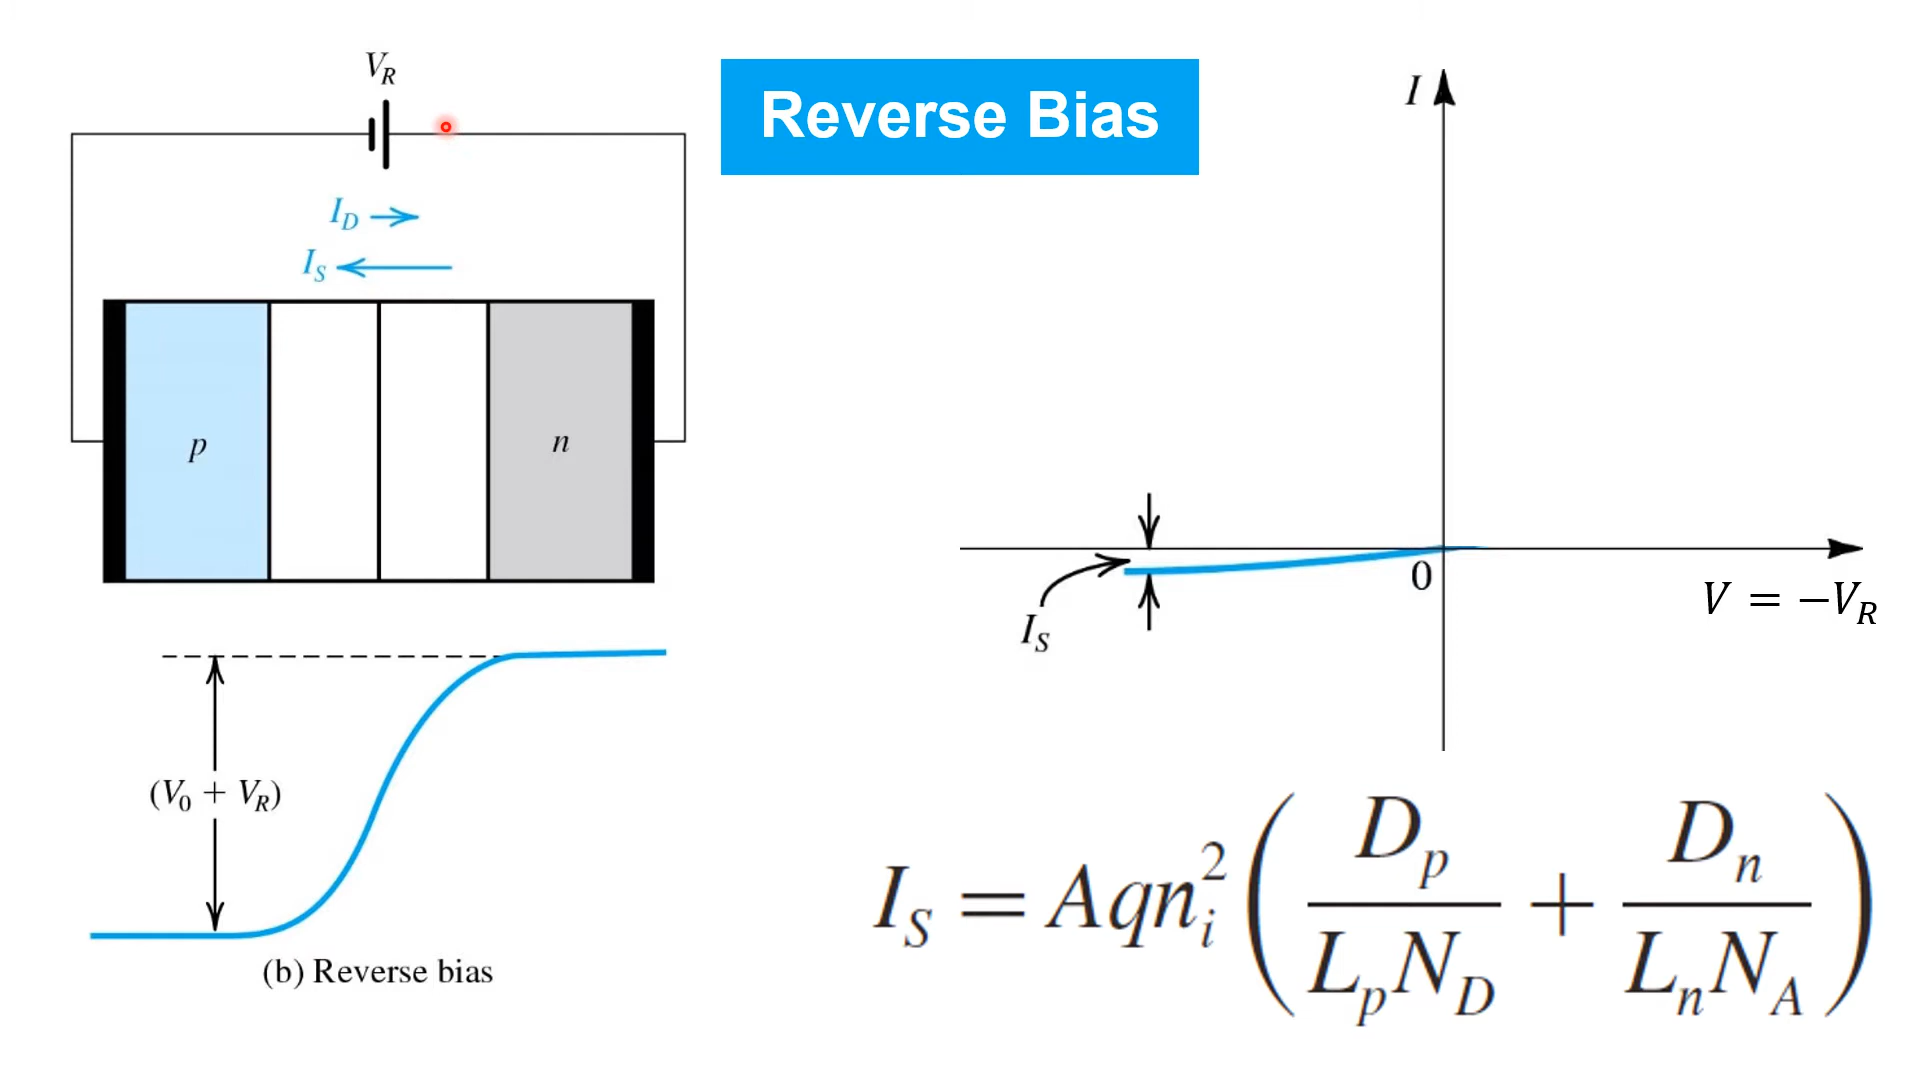 Reverse Bias
V_R
I_D
I_S
p
n
(V_0 + V_R)
(b) Reverse bias
I
0
V = −V_R
I_S
I_S = Aqn_i^2 ( D_p / L_p N_D + D_n / L_n N_A )